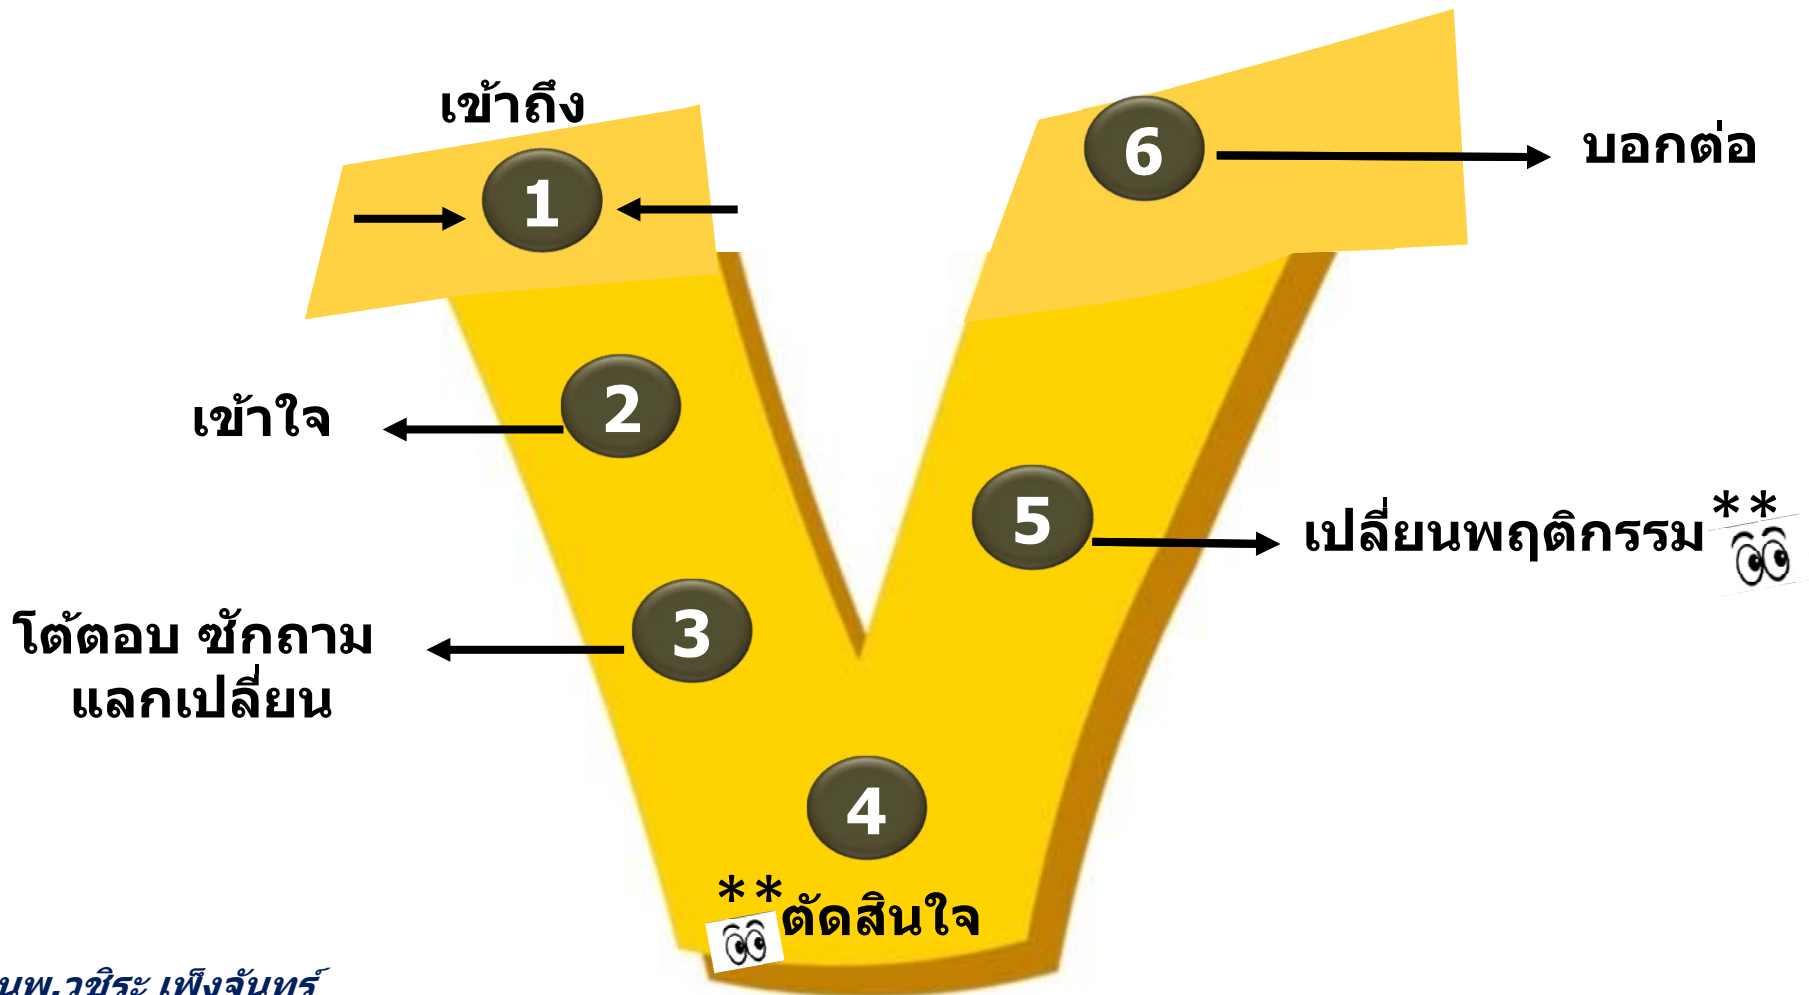 เข้าถึง
1
2
เข้าใจ
3
โต้ตอบ ซักถาม
แลกเปลี่ยน
4
**ตัดสินใจ
5
เปลี่ยนพฤติกรรม**
6
บอกต่อ
นพ.วชิระ เพ็งจันทร์